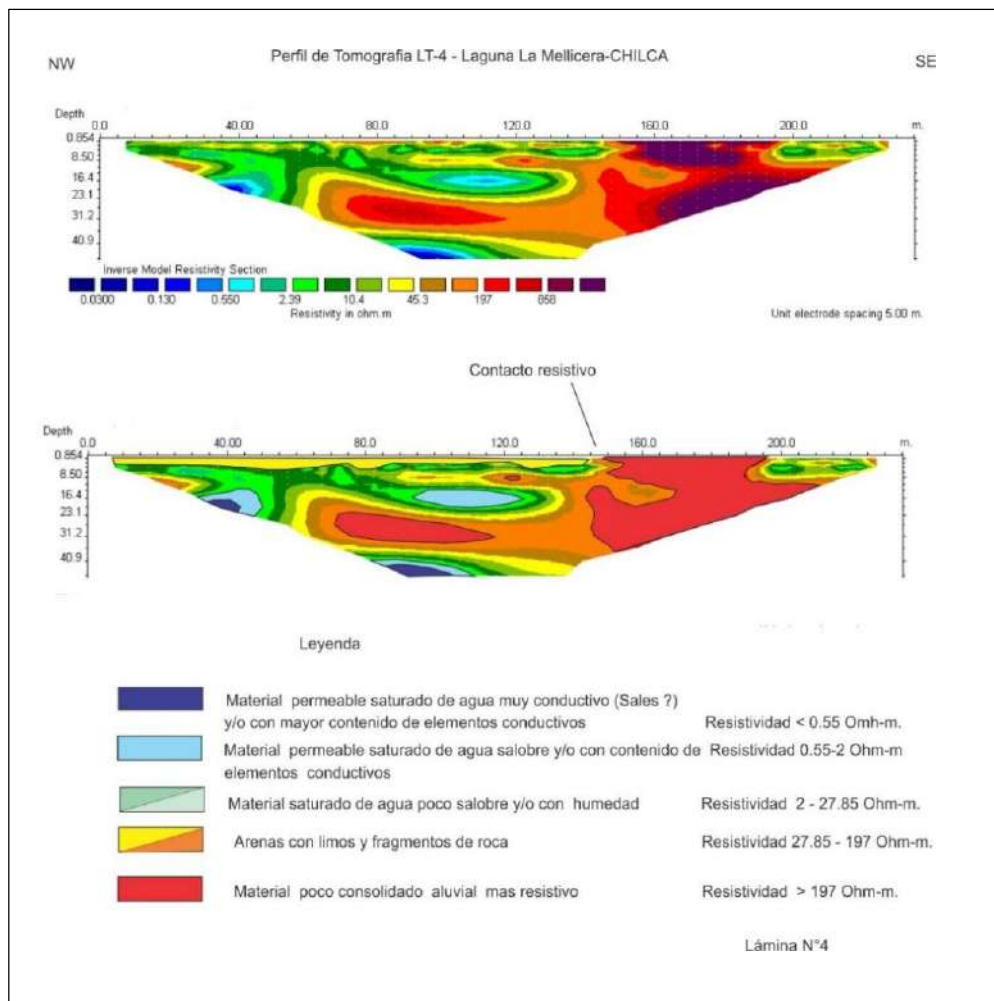 Perfil de Tomografia LT-4 - Laguna La Mellicera-CHILCA
NW
SE
Depth
0.0 40.00 80.0 120.0 160.0 200.0 m.
0.854
8.50
16.4
23.1
31.2
40.9
Inverse Model Resistivity Section
0.0300 0.130 0.550 2.39 10.4 45.3 197 858
Resistivity in ohm.m
Unit electrode spacing 5.00 m.
Contacto resistivo
Depth
0.0 40.00 80.0 120.0 160.0 200.0 m.
0.854
8.50
16.4
23.1
31.2
40.9
Leyenda
Material permeable saturado de agua muy conductivo (Sales ?)
y/o con mayor contenido de elementos conductivos Resistividad < 0.55 Omh-m.
Material permeable saturado de agua salobre y/o con contenido de Resistividad 0.55-2 Ohm-m
elementos conductivos
Material saturado de agua poco salobre y/o con humedad Resistividad 2 - 27.85 Ohm-m.
Arenas con limos y fragmentos de roca Resistividad 27.85 - 197 Ohm-m.
Material poco consolidado aluvial mas resistivo Resistividad > 197 Ohm-m.
Lámina N°4